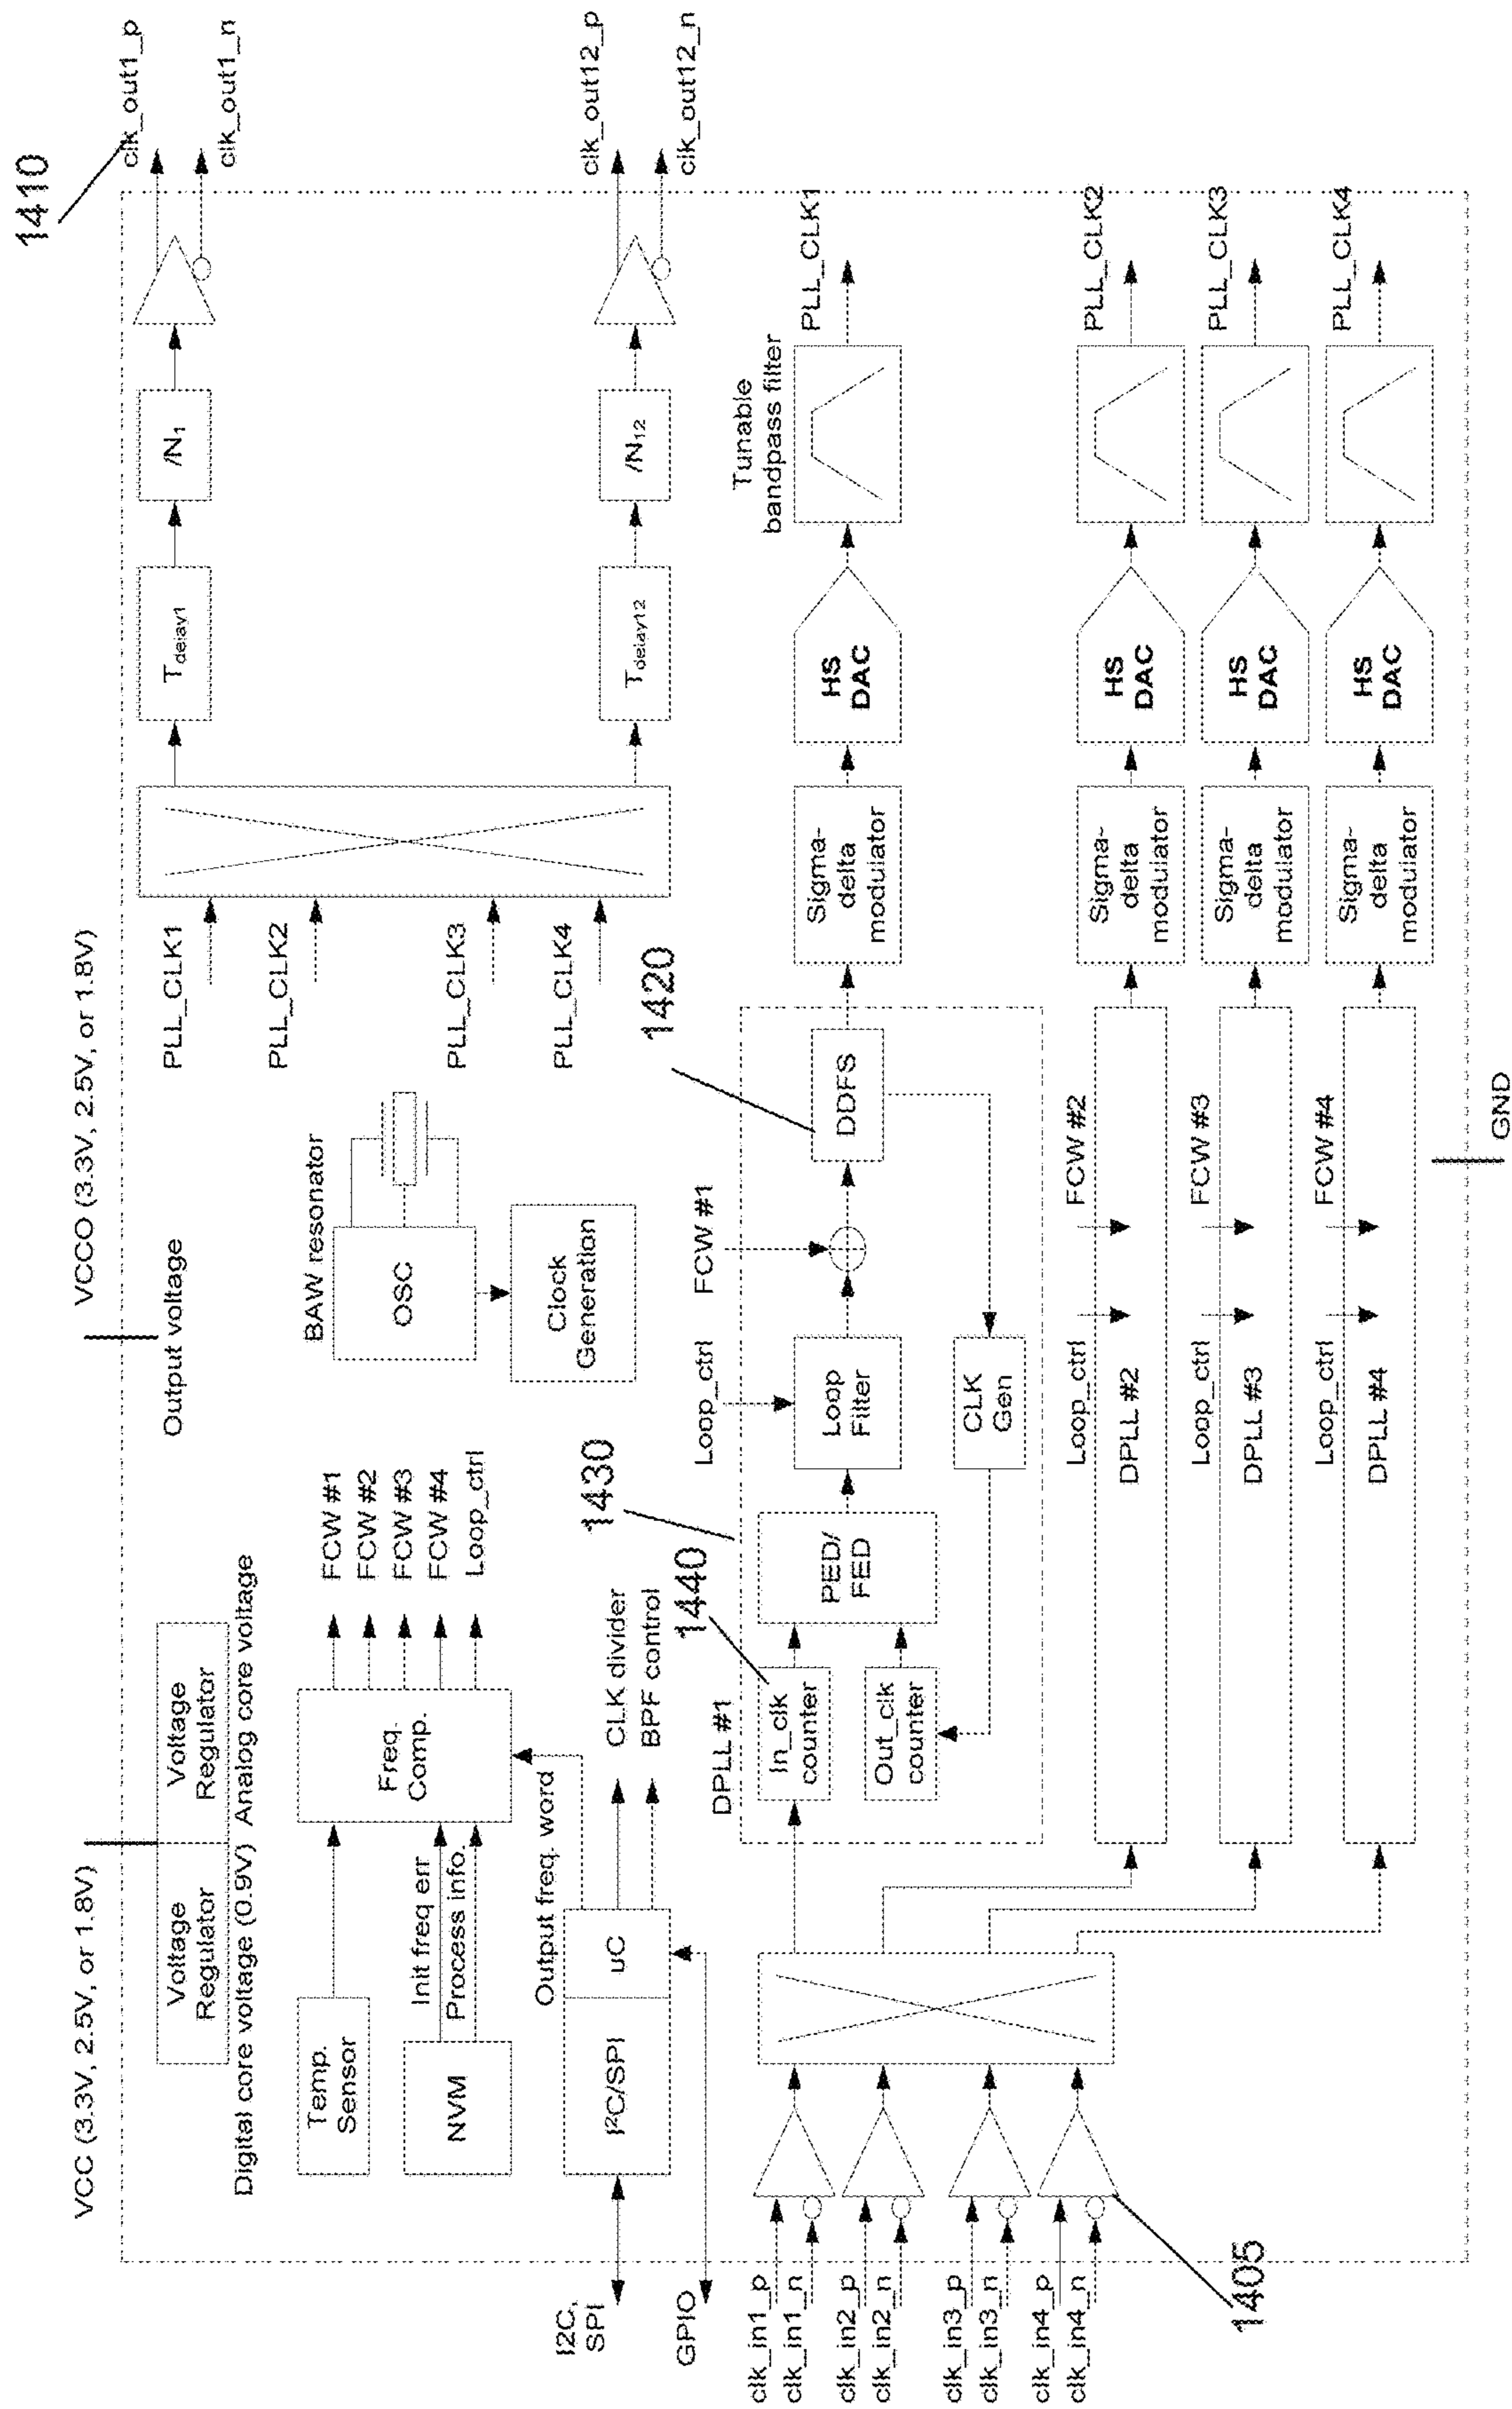 VCC (3.3V, 2.5V, or 1.8V)
VCCO (3.3V, 2.5V, or 1.8V)
1410
Voltage
Regulator
Voltage
Regulator
Digital core voltage (0.9V)
Analog core voltage
Output voltage
Temp.
Sensor
NVM
Init freq err
Process info.
Freq.
Comp.
FCW #1
FCW #2
FCW #3
FCW #4
Loop_ctrl
Output freq. word
I2C,
SPI
I²C/SPI
uC
GPIO
CLK divider
BPF control
BAW resonator
OSC
Clock
Generation
PLL_CLK1
PLL_CLK2
PLL_CLK3
PLL_CLK4
Tdelay1
/N1
clk_out1_p
clk_out1_n
Tdelay12
/N12
clk_out12_p
clk_out12_n
clk_in1_p
clk_in1_n
clk_in2_p
clk_in2_n
clk_in3_p
clk_in3_n
clk_in4_p
clk_in4_n
1405
DPLL #1
1440
1430
1420
In_clk
counter
Out_clk
counter
PED/
FED
Loop_ctrl
Loop
Filter
FCW #1
DDFS
CLK
Gen
Sigma-
delta
modulator
HS
DAC
Tunable
bandpass filter
PLL_CLK1
Loop_ctrl
FCW #2
DPLL #2
Sigma-
delta
modulator
HS
DAC
PLL_CLK2
Loop_ctrl
FCW #3
DPLL #3
Sigma-
delta
modulator
HS
DAC
PLL_CLK3
Loop_ctrl
FCW #4
DPLL #4
Sigma-
delta
modulator
HS
DAC
PLL_CLK4
GND